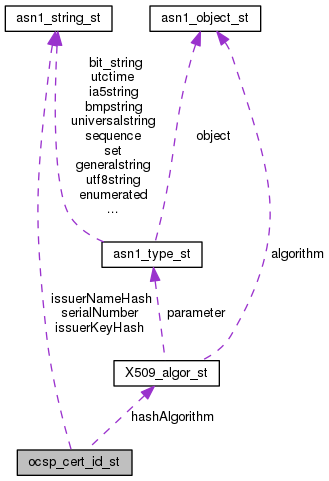 asn1_string_st
asn1_object_st
bit_string
utctime
ia5string
bmpstring
universalstring
sequence
set
generalstring
utf8string
enumerated
...
object
asn1_type_st
algorithm
issuerNameHash
serialNumber
issuerKeyHash
parameter
X509_algor_st
hashAlgorithm
ocsp_cert_id_st